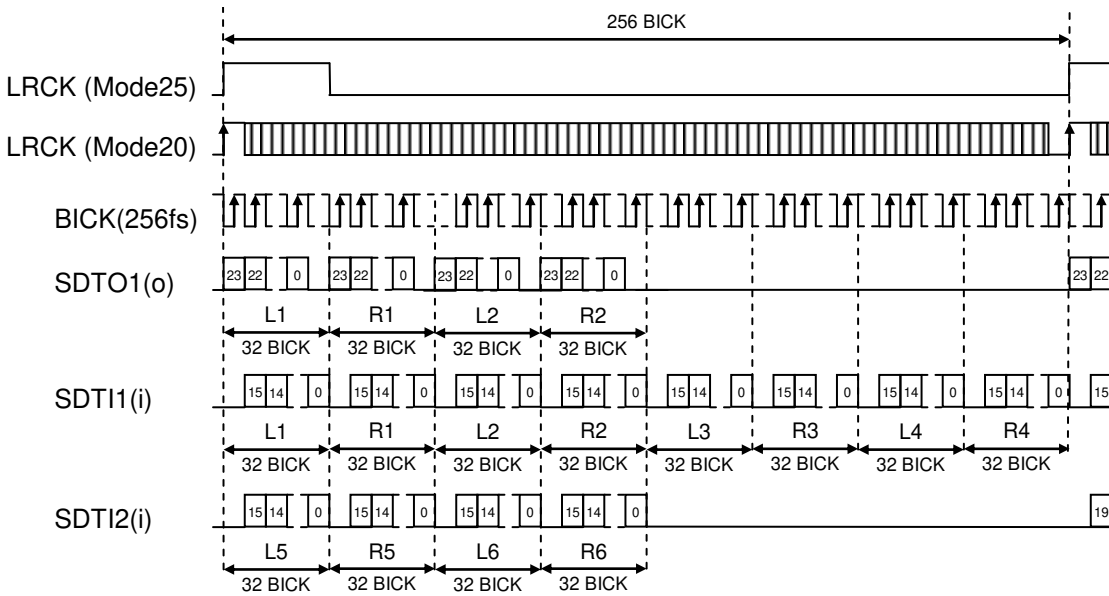 256 BICK
LRCK (Mode25)
LRCK (Mode20)
BICK(256fs)
SDTO1(o)
23 22 0 23 22 0 23 22 0 23 22 0 23 22
L1 R1 L2 R2
32 BICK 32 BICK 32 BICK 32 BICK
SDTI1(i)
15 14 0 15 14 0 15 14 0 15 14 0 15 14 0 15 14 0 15 14 0 15 14 0 15
L1 R1 L2 R2 L3 R3 L4 R4
32 BICK 32 BICK 32 BICK 32 BICK 32 BICK 32 BICK 32 BICK 32 BICK
SDTI2(i)
15 14 0 15 14 0 15 14 0 15 14 0 19
L5 R5 L6 R6
32 BICK 32 BICK 32 BICK 32 BICK